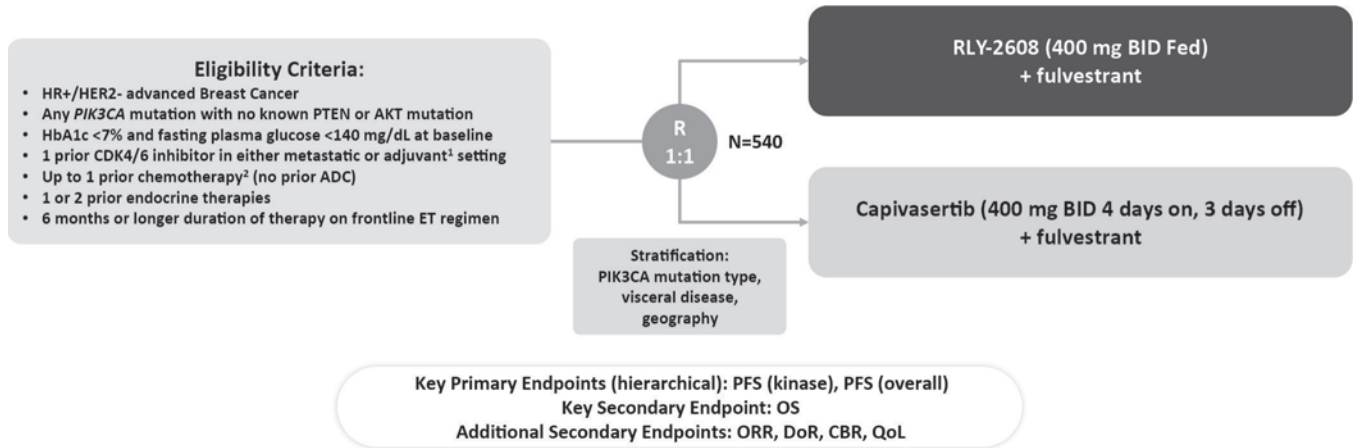 Eligibility Criteria:
• HR+/HER2- advanced Breast Cancer
• Any PIK3CA mutation with no known PTEN or AKT mutation
• HbA1c <7% and fasting plasma glucose <140 mg/dL at baseline
• 1 prior CDK4/6 inhibitor in either metastatic or adjuvant¹ setting
• Up to 1 prior chemotherapy² (no prior ADC)
• 1 or 2 prior endocrine therapies
• 6 months or longer duration of therapy on frontline ET regimen
R
1:1
N=540
RLY-2608 (400 mg BID Fed)
+ fulvestrant
Capivasertib (400 mg BID 4 days on, 3 days off)
+ fulvestrant
Stratification:
PIK3CA mutation type,
visceral disease,
geography
Key Primary Endpoints (hierarchical): PFS (kinase), PFS (overall)
Key Secondary Endpoint: OS
Additional Secondary Endpoints: ORR, DoR, CBR, QoL